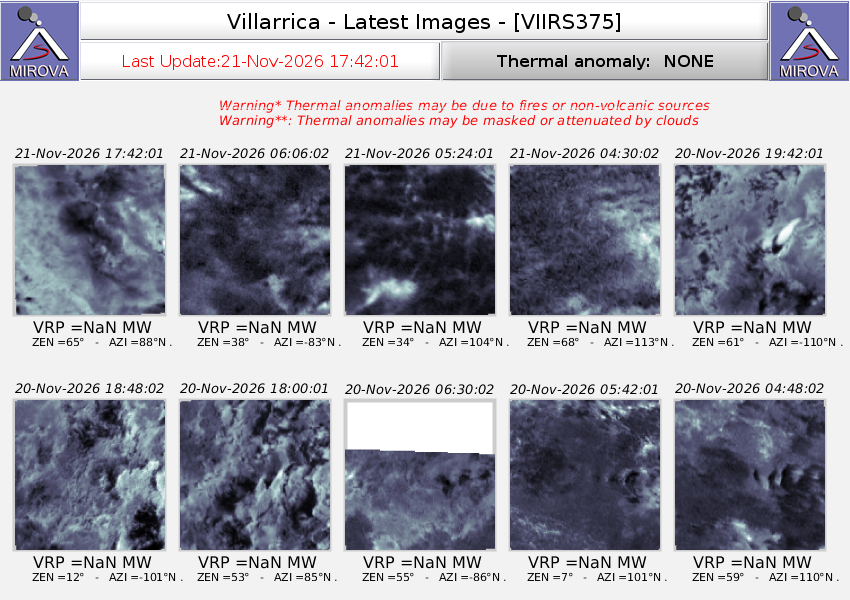 Villarrica - Latest Images - [VIIRS375]
MIROVA
Last Update:21-Nov-2026 17:42:01
Thermal anomaly: NONE
MIROVA
Warning* Thermal anomalies may be due to fires or non-volcanic sources
Warning**: Thermal anomalies may be masked or attenuated by clouds
21-Nov-2026 17:42:01 21-Nov-2026 06:06:02 21-Nov-2026 05:24:01 21-Nov-2026 04:30:02 20-Nov-2026 19:42:01
VRP =NaN MW VRP =NaN MW VRP =NaN MW VRP =NaN MW VRP =NaN MW
ZEN =65° - AZI =88°N . ZEN =38° - AZI =-83°N . ZEN =34° - AZI =104°N . ZEN =68° - AZI =113°N . ZEN =61° - AZI =-110°N .
20-Nov-2026 18:48:02 20-Nov-2026 18:00:01 20-Nov-2026 06:30:02 20-Nov-2026 05:42:01 20-Nov-2026 04:48:02
VRP =NaN MW VRP =NaN MW VRP =NaN MW VRP =NaN MW VRP =NaN MW
ZEN =12° - AZI =-101°N . ZEN =53° - AZI =85°N . ZEN =55° - AZI =-86°N . ZEN =7° - AZI =101°N . ZEN =59° - AZI =110°N .